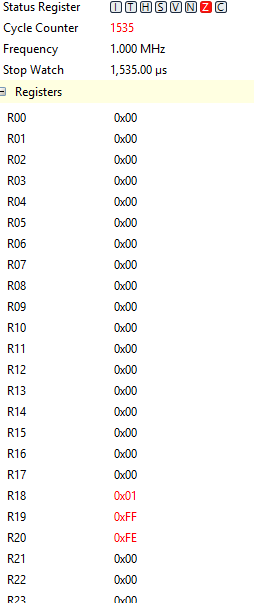 Status Register I T H S V N Z C
Cycle Counter 1535
Frequency 1.000 MHz
Stop Watch 1,535.00 µs
Registers
R00 0x00
R01 0x00
R02 0x00
R03 0x00
R04 0x00
R05 0x00
R06 0x00
R07 0x00
R08 0x00
R09 0x00
R10 0x00
R11 0x00
R12 0x00
R13 0x00
R14 0x00
R15 0x00
R16 0x00
R17 0x00
R18 0x01
R19 0xFF
R20 0xFE
R21 0x00
R22 0x00
R23 0x00